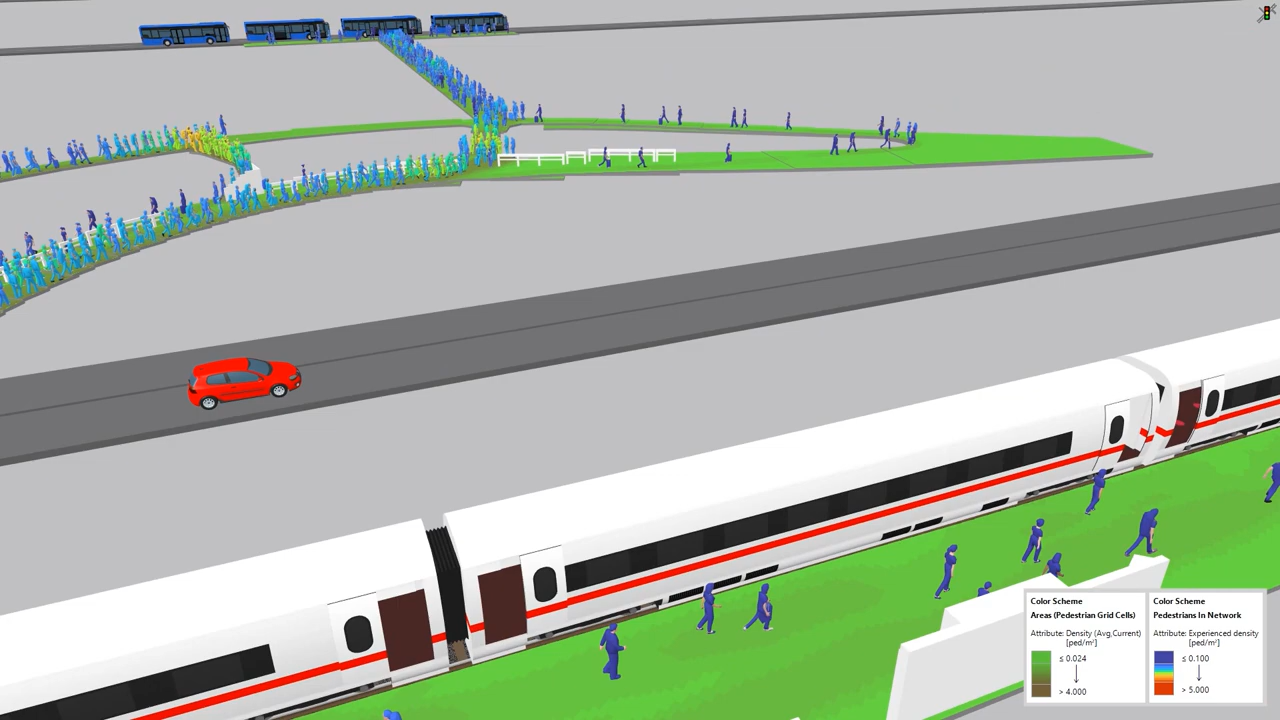 Color Scheme
Areas (Pedestrian Grid Cells)
Attribute: Density (Avg,Current)
[ped/m²]
≤ 0.024
> 4.000
Color Scheme
Pedestrians In Network
Attribute: Experienced density
[ped/m²]
≤ 0.100
> 5.000